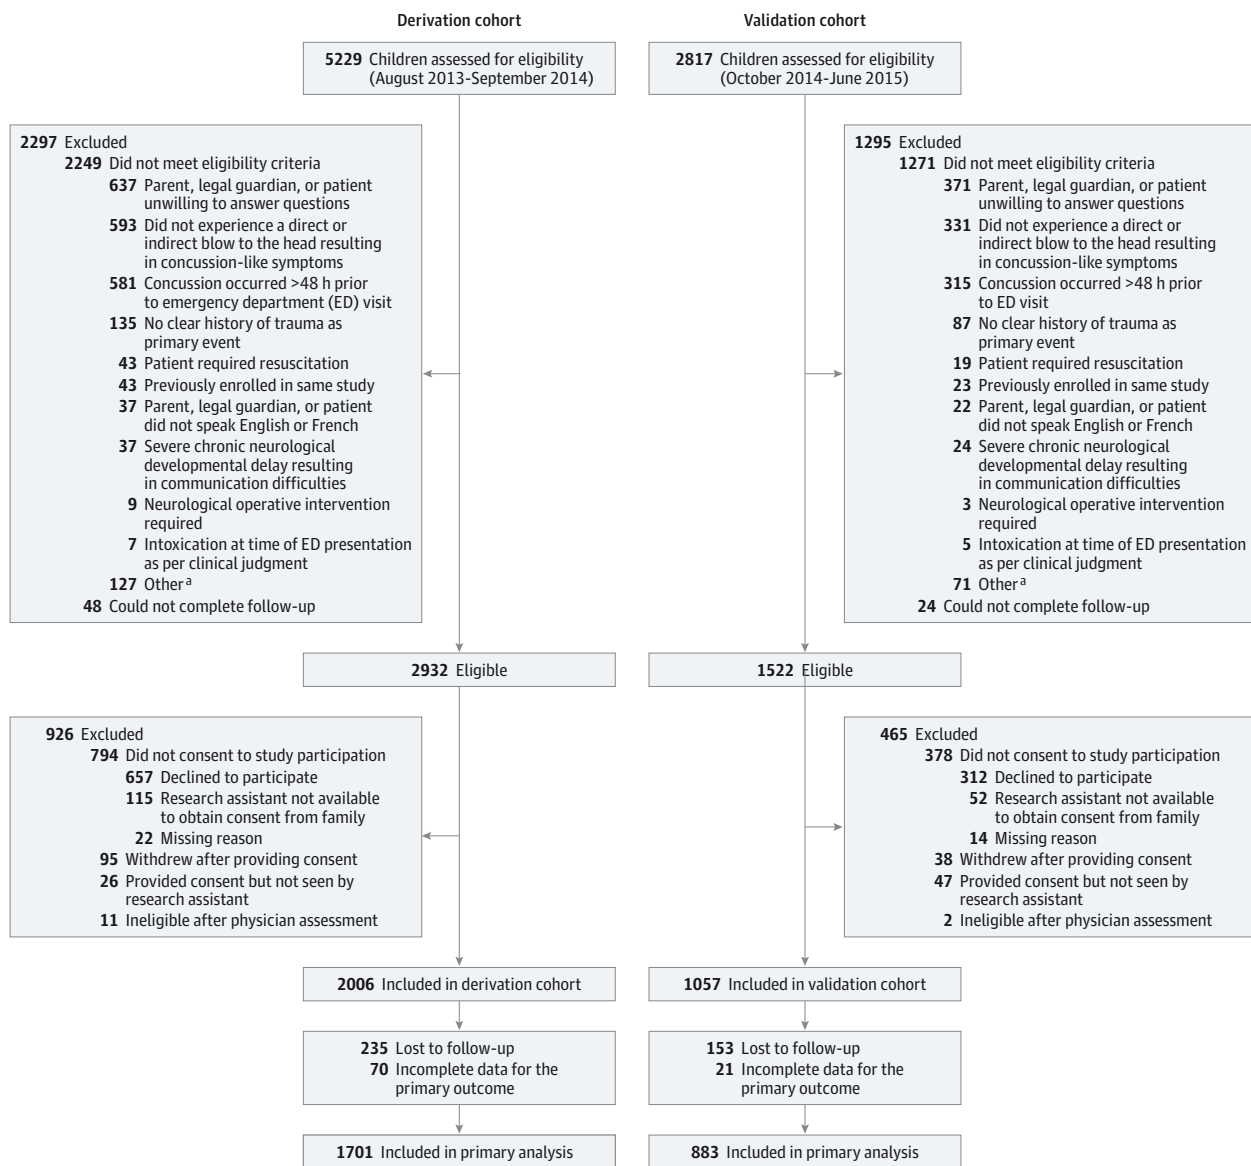 Derivation cohort
5229 Children assessed for eligibility
(August 2013-September 2014)
2297 Excluded
2249 Did not meet eligibility criteria
637 Parent, legal guardian, or patient
unwilling to answer questions
593 Did not experience a direct or
indirect blow to the head resulting
in concussion-like symptoms
581 Concussion occurred >48 h prior
to emergency department (ED) visit
135 No clear history of trauma as
primary event
43 Patient required resuscitation
43 Previously enrolled in same study
37 Parent, legal guardian, or patient
did not speak English or French
37 Severe chronic neurological
developmental delay resulting
in communication difficulties
9 Neurological operative intervention
required
7 Intoxication at time of ED presentation
as per clinical judgment
127 Other a
48 Could not complete follow-up
2932 Eligible
926 Excluded
794 Did not consent to study participation
657 Declined to participate
115 Research assistant not available
to obtain consent from family
22 Missing reason
95 Withdrew after providing consent
26 Provided consent but not seen by
research assistant
11 Ineligible after physician assessment
2006 Included in derivation cohort
235 Lost to follow-up
70 Incomplete data for the
primary outcome
1701 Included in primary analysis
Validation cohort
2817 Children assessed for eligibility
(October 2014-June 2015)
1295 Excluded
1271 Did not meet eligibility criteria
371 Parent, legal guardian, or patient
unwilling to answer questions
331 Did not experience a direct or
indirect blow to the head resulting
in concussion-like symptoms
315 Concussion occurred >48 h prior
to ED visit
87 No clear history of trauma as
primary event
19 Patient required resuscitation
23 Previously enrolled in same study
22 Parent, legal guardian, or patient
did not speak English or French
24 Severe chronic neurological
developmental delay resulting
in communication difficulties
3 Neurological operative intervention
required
5 Intoxication at time of ED presentation
as per clinical judgment
71 Other a
24 Could not complete follow-up
1522 Eligible
465 Excluded
378 Did not consent to study participation
312 Declined to participate
52 Research assistant not available
to obtain consent from family
14 Missing reason
38 Withdrew after providing consent
47 Provided consent but not seen by
research assistant
2 Ineligible after physician assessment
1057 Included in validation cohort
153 Lost to follow-up
21 Incomplete data for the
primary outcome
883 Included in primary analysis